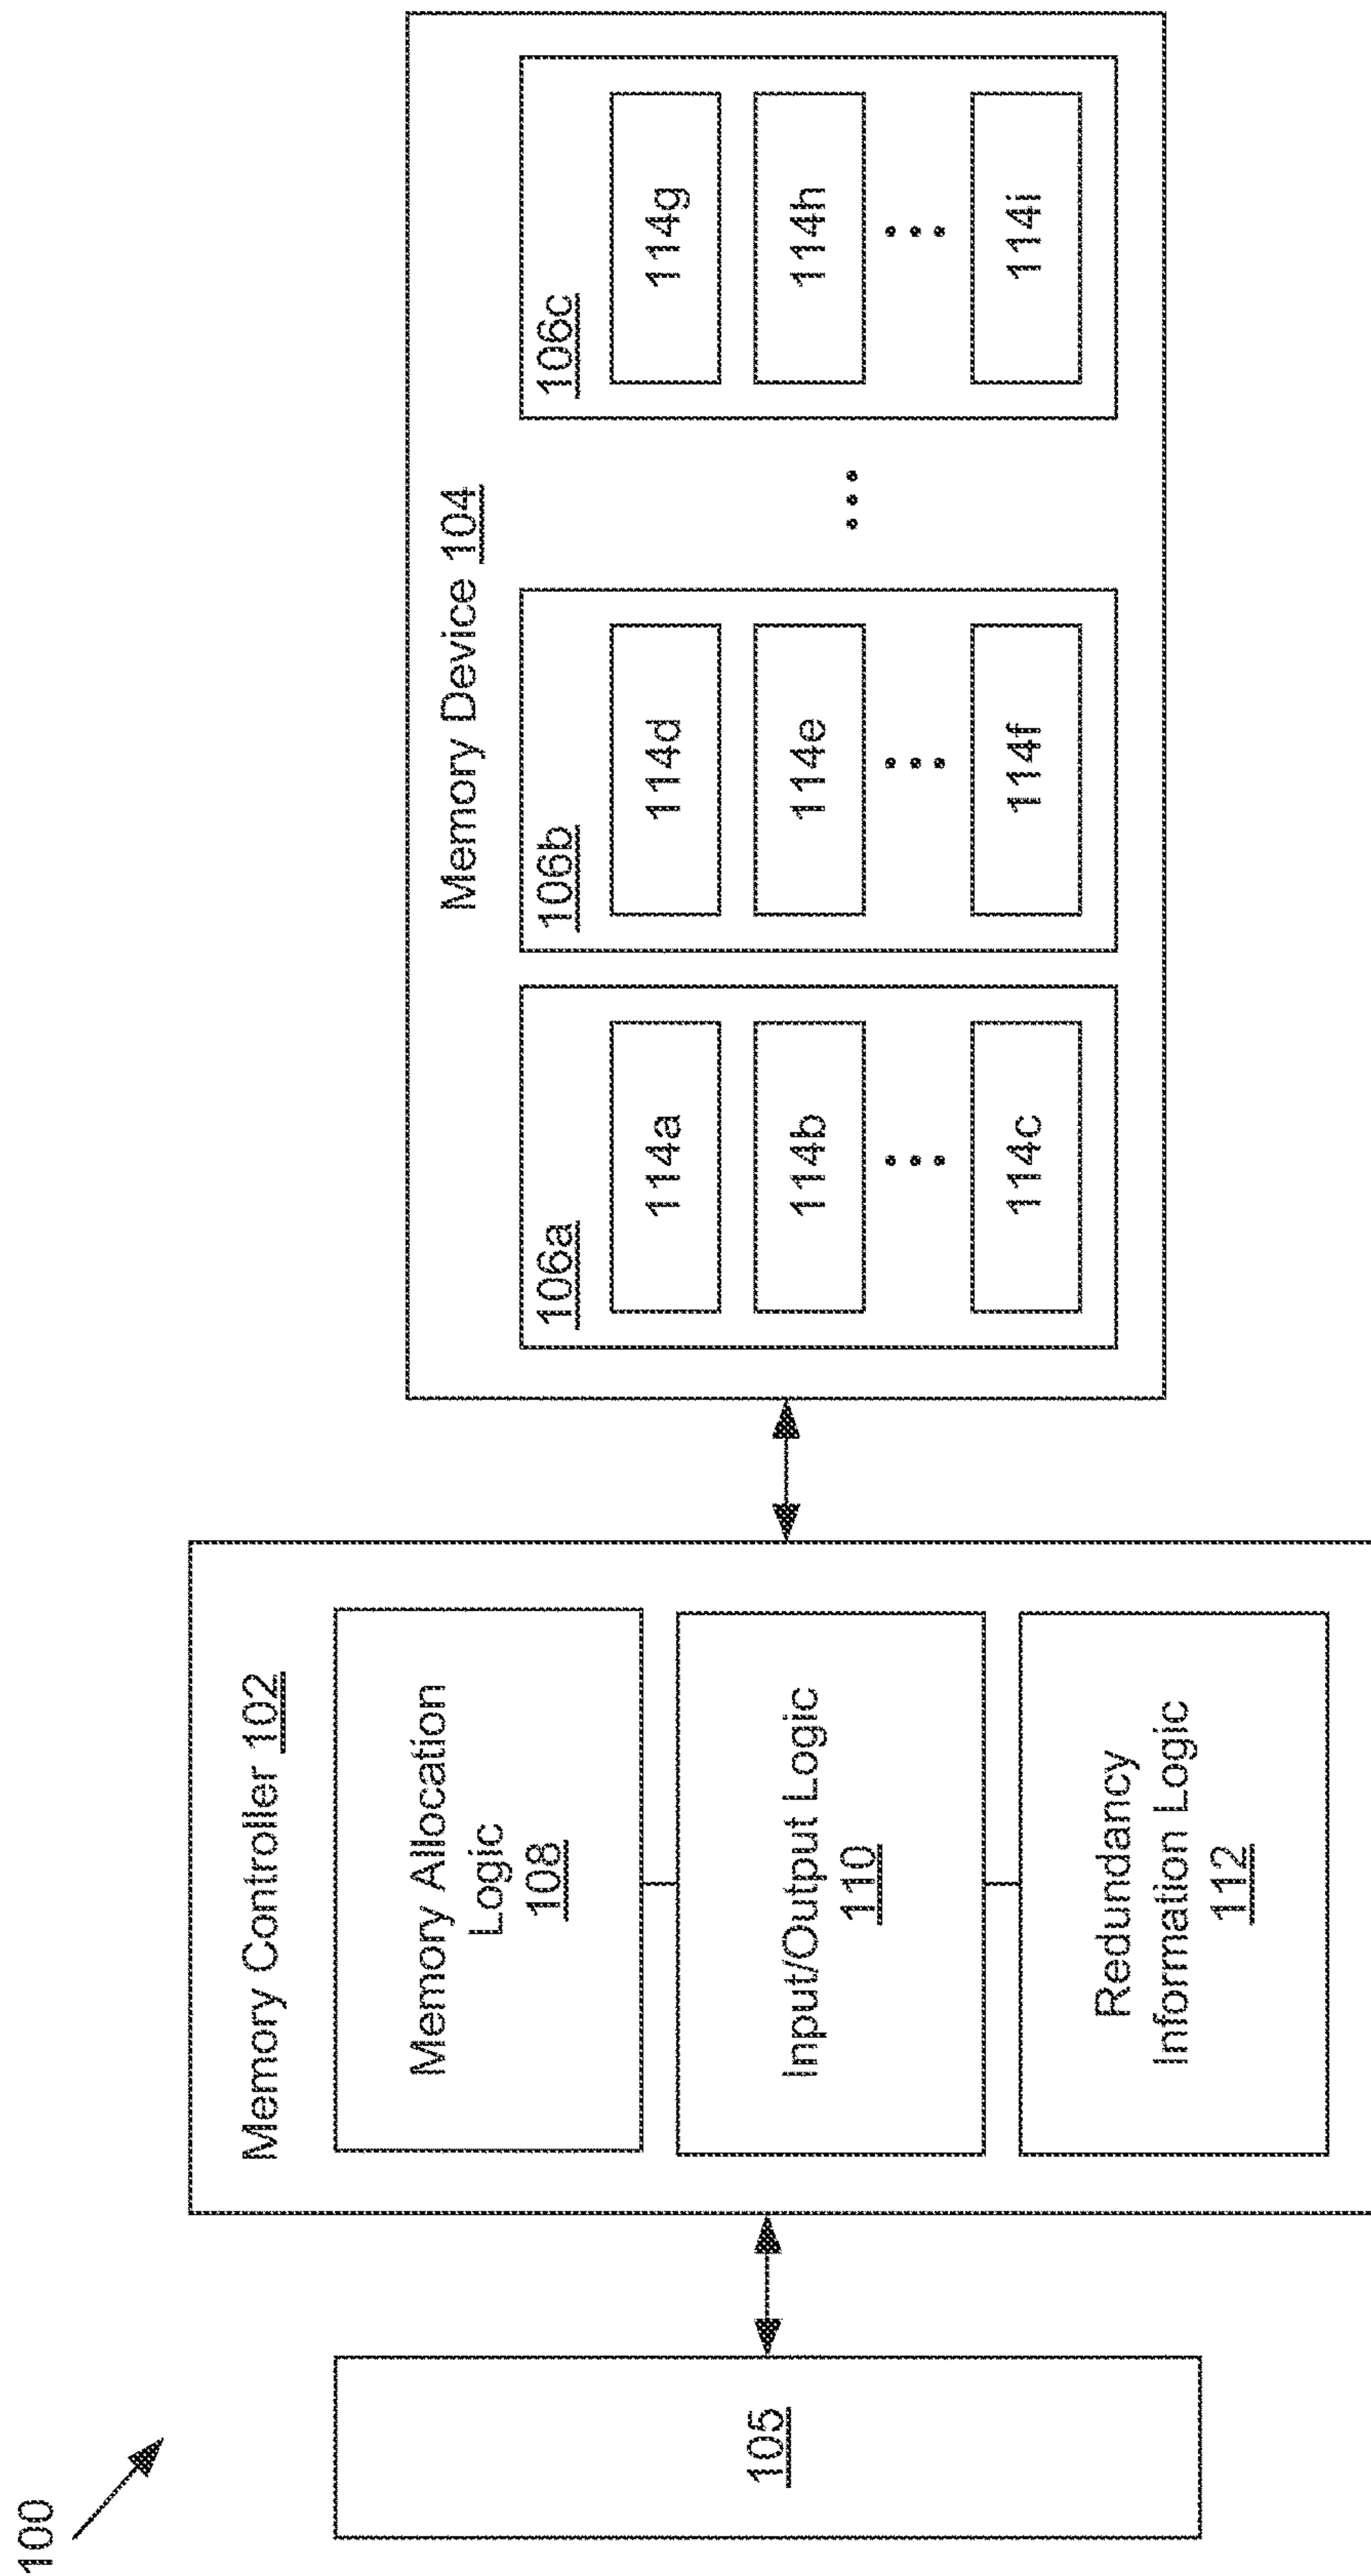 100
105
Memory Controller 102
Memory Allocation
Logic
108
Input/Output Logic
110
Redundancy
Information Logic
112
Memory Device 104
106a
114a
114b
114c
106b
114d
114e
114f
106c
114g
114h
114i